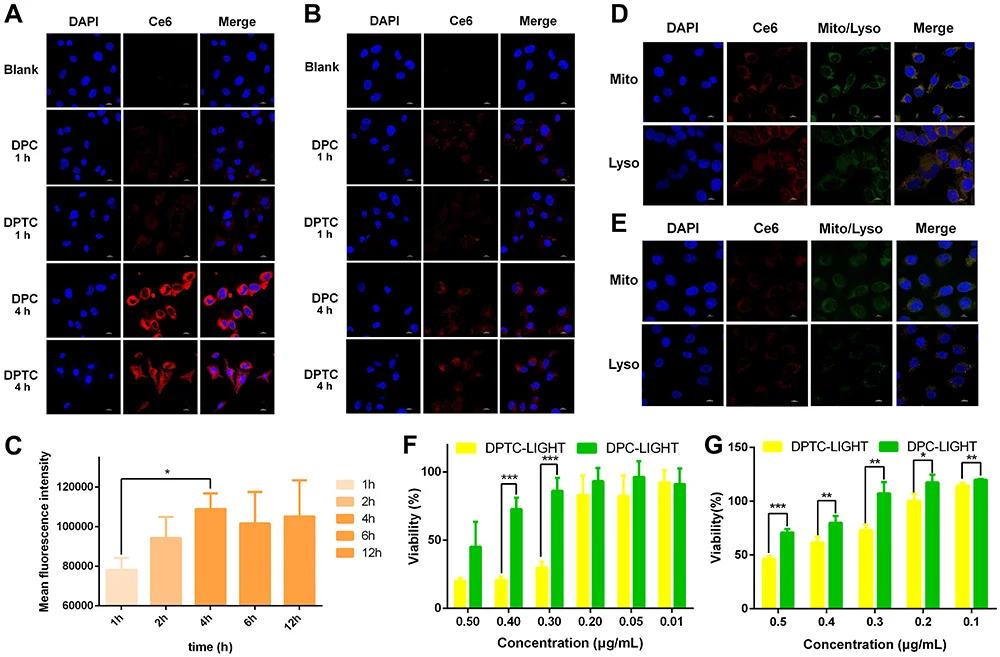 A
DAPI Ce6 Merge
Blank
DPC
1 h
DPTC
1 h
DPC
4 h
DPTC
4 h
B
DAPI Ce6 Merge
Blank
DPC
1 h
DPTC
1 h
DPC
4 h
DPTC
4 h
D
DAPI Ce6 Mito/Lyso Merge
Mito
Lyso
E
DAPI Ce6 Mito/Lyso Merge
Mito
Lyso
C
Mean fluorescence intensity
120000
100000
80000
60000
*
1h 2h 4h 6h 12h
time (h)
1h
2h
4h
6h
12h
F
DPTC-LIGHT DPC-LIGHT
Viability (%)
100
50
0
*** ***
0.50 0.40 0.30 0.20 0.05 0.01
Concentration (μg/mL)
G
DPTC-LIGHT DPC-LIGHT
Viability(%)
150
100
50
0
*** ** ** * **
0.5 0.4 0.3 0.2 0.1
Concentration (μg/mL)